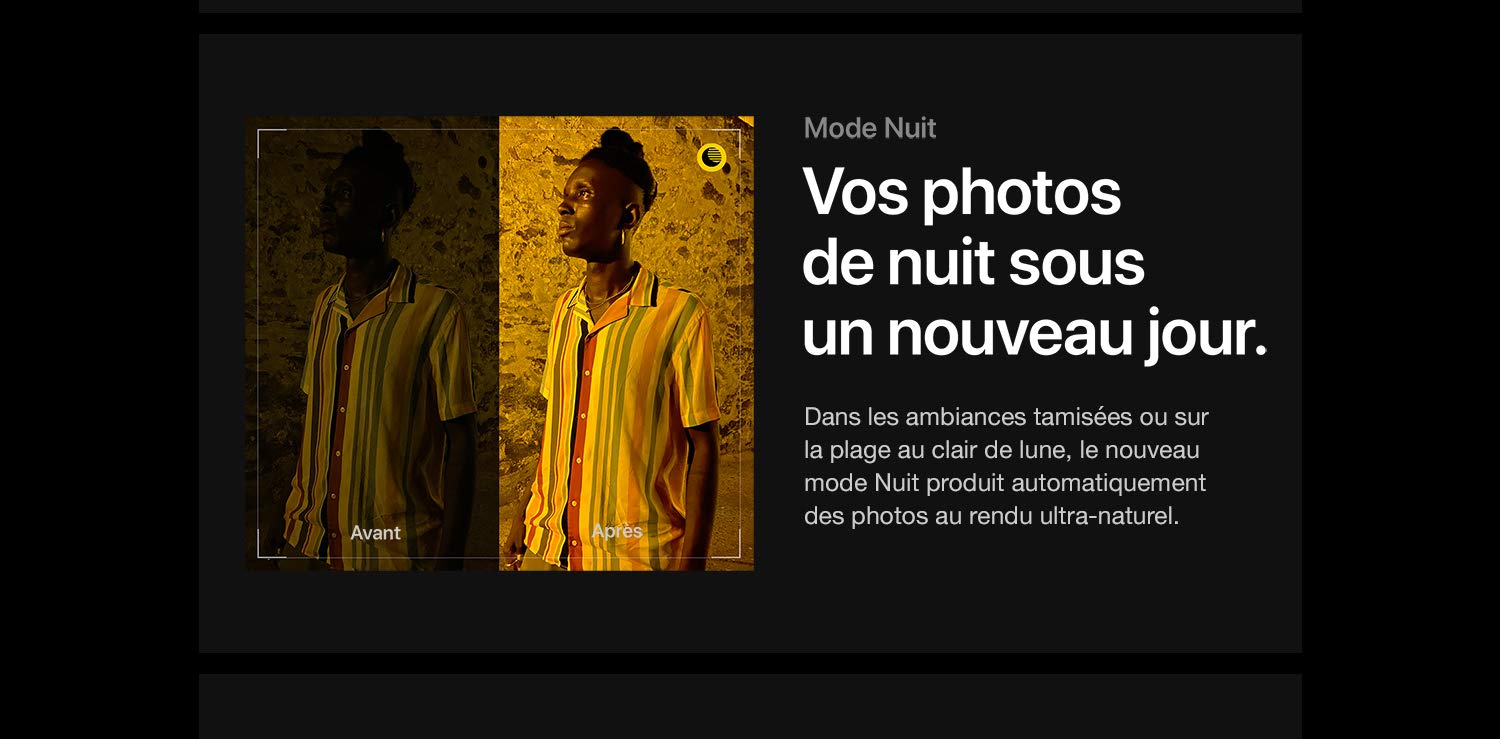 Mode Nuit
Vos photos
de nuit sous
un nouveau jour.
Dans les ambiances tamisées ou sur
la plage au clair de lune, le nouveau
mode Nuit produit automatiquement
des photos au rendu ultra-naturel.
Avant
Après